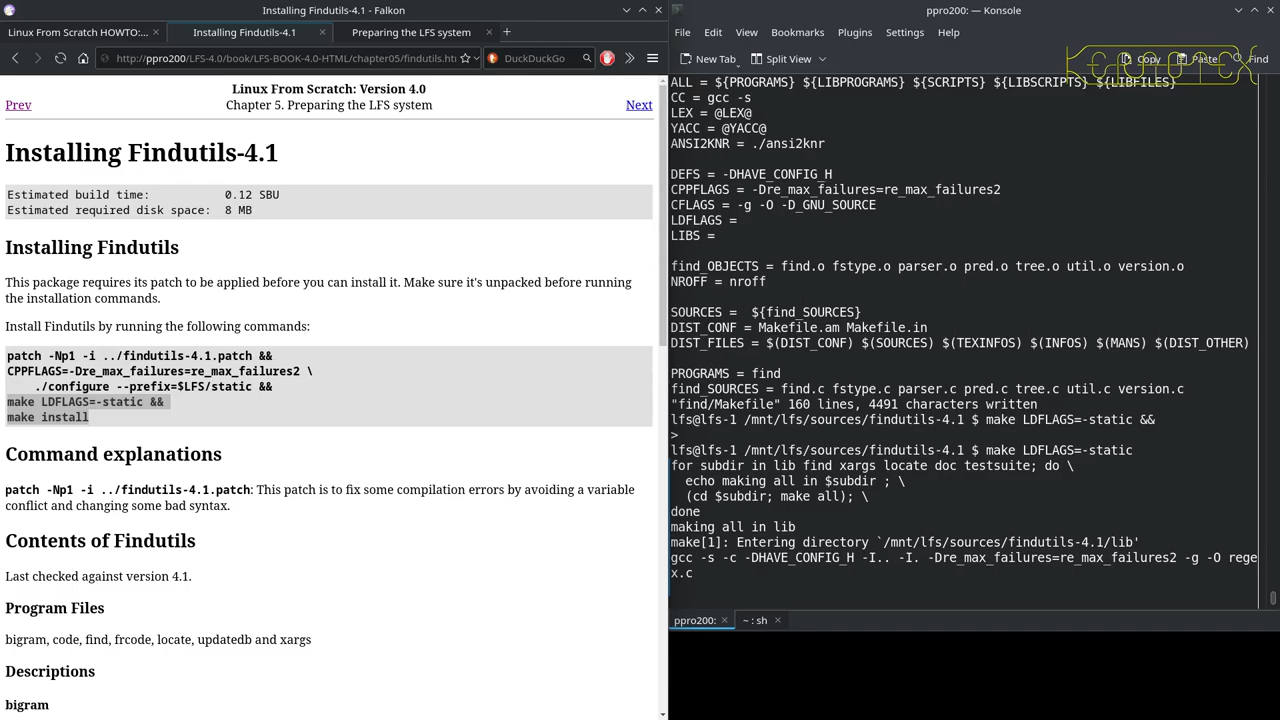 Installing Findutils-4.1 - Falkon
Linux From Scratch HOWTO:...
Installing Findutils-4.1
Preparing the LFS system
http://ppro200/LFS-4.0/book/LFS-BOOK-4.0-HTML/chapter05/findutils.html
DuckDuckGo
Linux From Scratch: Version 4.0
Prev
Chapter 5. Preparing the LFS system
Next
Installing Findutils-4.1
Estimated build time: 0.12 SBU
Estimated required disk space: 8 MB
Installing Findutils
This package requires its patch to be applied before you can install it. Make sure it's unpacked before running
the installation commands.
Install Findutils by running the following commands:
patch -Np1 -i ../findutils-4.1.patch &&
CPPFLAGS=-Dre_max_failures=re_max_failures2 \
./configure --prefix=$LFS/static &&
make LDFLAGS=-static &&
make install
Command explanations
patch -Np1 -i ../findutils-4.1.patch: This patch is to fix some compilation errors by avoiding a variable
conflict and changing some bad syntax.
Contents of Findutils
Last checked against version 4.1.
Program Files
bigram, code, find, frcode, locate, updatedb and xargs
Descriptions
bigram
ppro200: — Konsole
File Edit View Bookmarks Plugins Settings Help
New Tab
Split View
Copy
Paste
Find
ALL = ${PROGRAMS} ${LIBPROGRAMS} ${SCRIPTS} ${LIBSCRIPTS} ${LIBFILES}
CC = gcc -s
LEX = @LEX@
YACC = @YACC@
ANSI2KNR = ./ansi2knr
DEFS = -DHAVE_CONFIG_H
CPPFLAGS = -Dre_max_failures=re_max_failures2
CFLAGS = -g -O -D_GNU_SOURCE
LDFLAGS =
LIBS =
find_OBJECTS = find.o fstype.o parser.o pred.o tree.o util.o version.o
NROFF = nroff
SOURCES =  ${find_SOURCES}
DIST_CONF = Makefile.am Makefile.in
DIST_FILES = $(DIST_CONF) $(SOURCES) $(TEXINFOS) $(INFOS) $(MANS) $(DIST_OTHER)
PROGRAMS = find
find_SOURCES = find.c fstype.c parser.c pred.c tree.c util.c version.c
"find/Makefile" 160 lines, 4491 characters written
lfs@lfs-1 /mnt/lfs/sources/findutils-4.1 $ make LDFLAGS=-static &&
>
lfs@lfs-1 /mnt/lfs/sources/findutils-4.1 $ make LDFLAGS=-static
for subdir in lib find xargs locate doc testsuite; do \
echo making all in $subdir ; \
(cd $subdir; make all); \
done
making all in lib
make[1]: Entering directory `/mnt/lfs/sources/findutils-4.1/lib'
gcc -s -c -DHAVE_CONFIG_H -I.. -I. -Dre_max_failures=re_max_failures2 -g -O rege
x.c
ppro200:
~ : sh